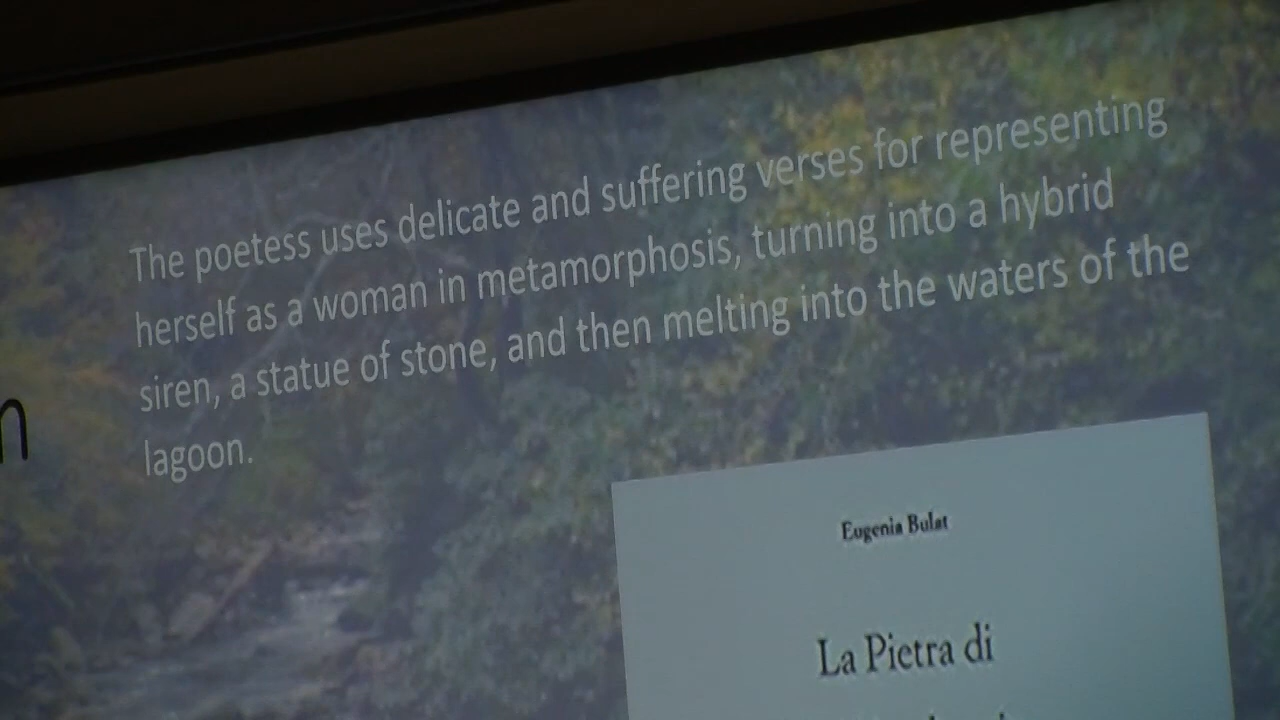 The poetess uses delicate and suffering verses for representing
herself as a woman in metamorphosis, turning into a hybrid
siren, a statue of stone, and then melting into the waters of the
lagoon.
n
Eugenia Bulat
La Pietra di